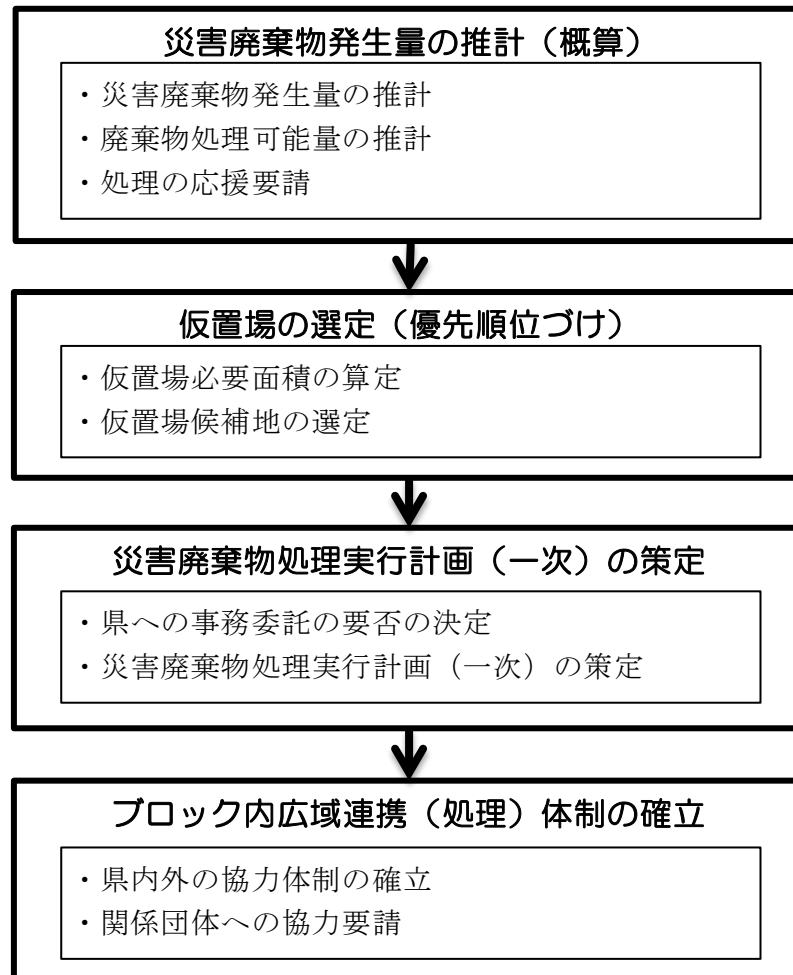 災害廃棄物発生量の推計（概算）
・災害廃棄物発生量の推計
・廃棄物処理可能量の推計
・処理の応援要請
仮置場の選定（優先順位づけ）
・仮置場必要面積の算定
・仮置場候補地の選定
災害廃棄物処理実行計画（一次）の策定
・県への事務委託の要否の決定
・災害廃棄物処理実行計画（一次）の策定
ブロック内広域連携（処理）体制の確立
・県内外の協力体制の確立
・関係団体への協力要請